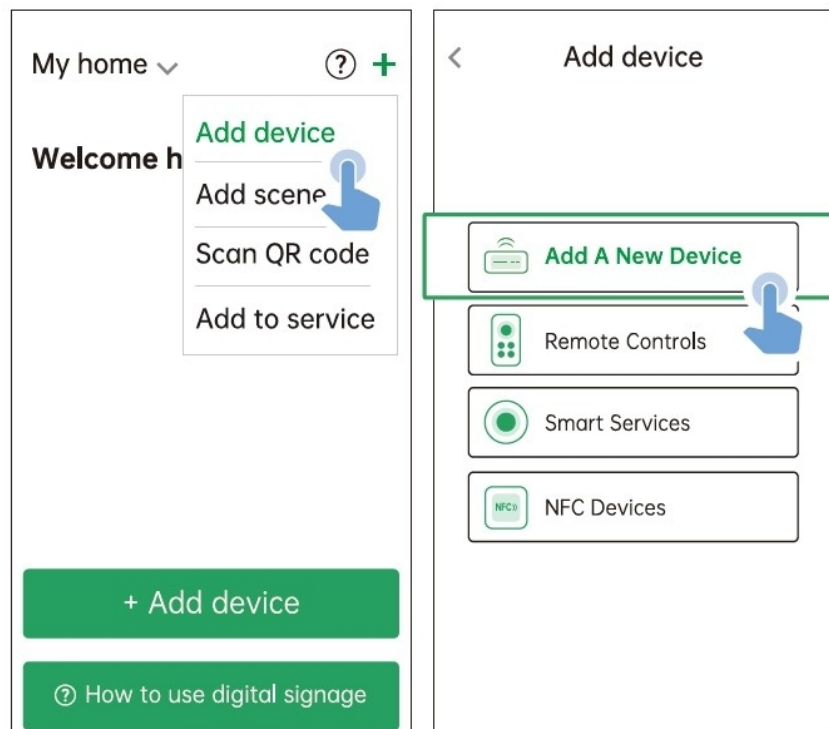 My home
?
+
Welcome h
Add device
Add scene
Scan QR code
Add to service
+ Add device
? How to use digital signage
<
Add device
Add A New Device
Remote Controls
Smart Services
NFC
NFC Devices